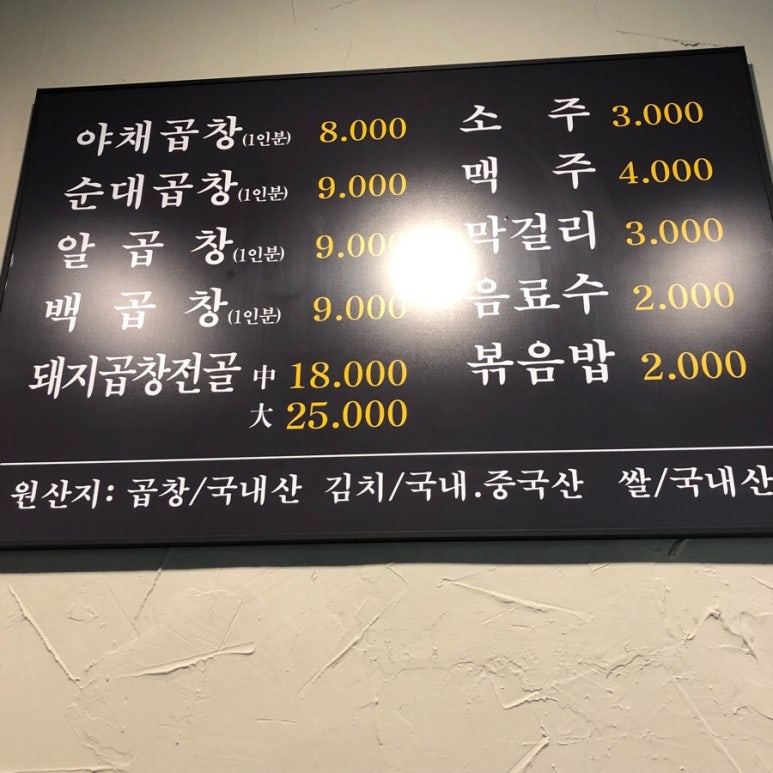 야채곱창(1인분) 8.000
순대곱창(1인분) 9.000
알 곱 창(1인분) 9.000
백 곱 창(1인분) 9.000
돼지곱창전골 中 18.000
大 25.000
소 주 3.000
맥 주 4.000
막걸리 3.000
음료수 2.000
볶음밥 2.000
원산지: 곱창/국내산 김치/국내.중국산 쌀/국내산